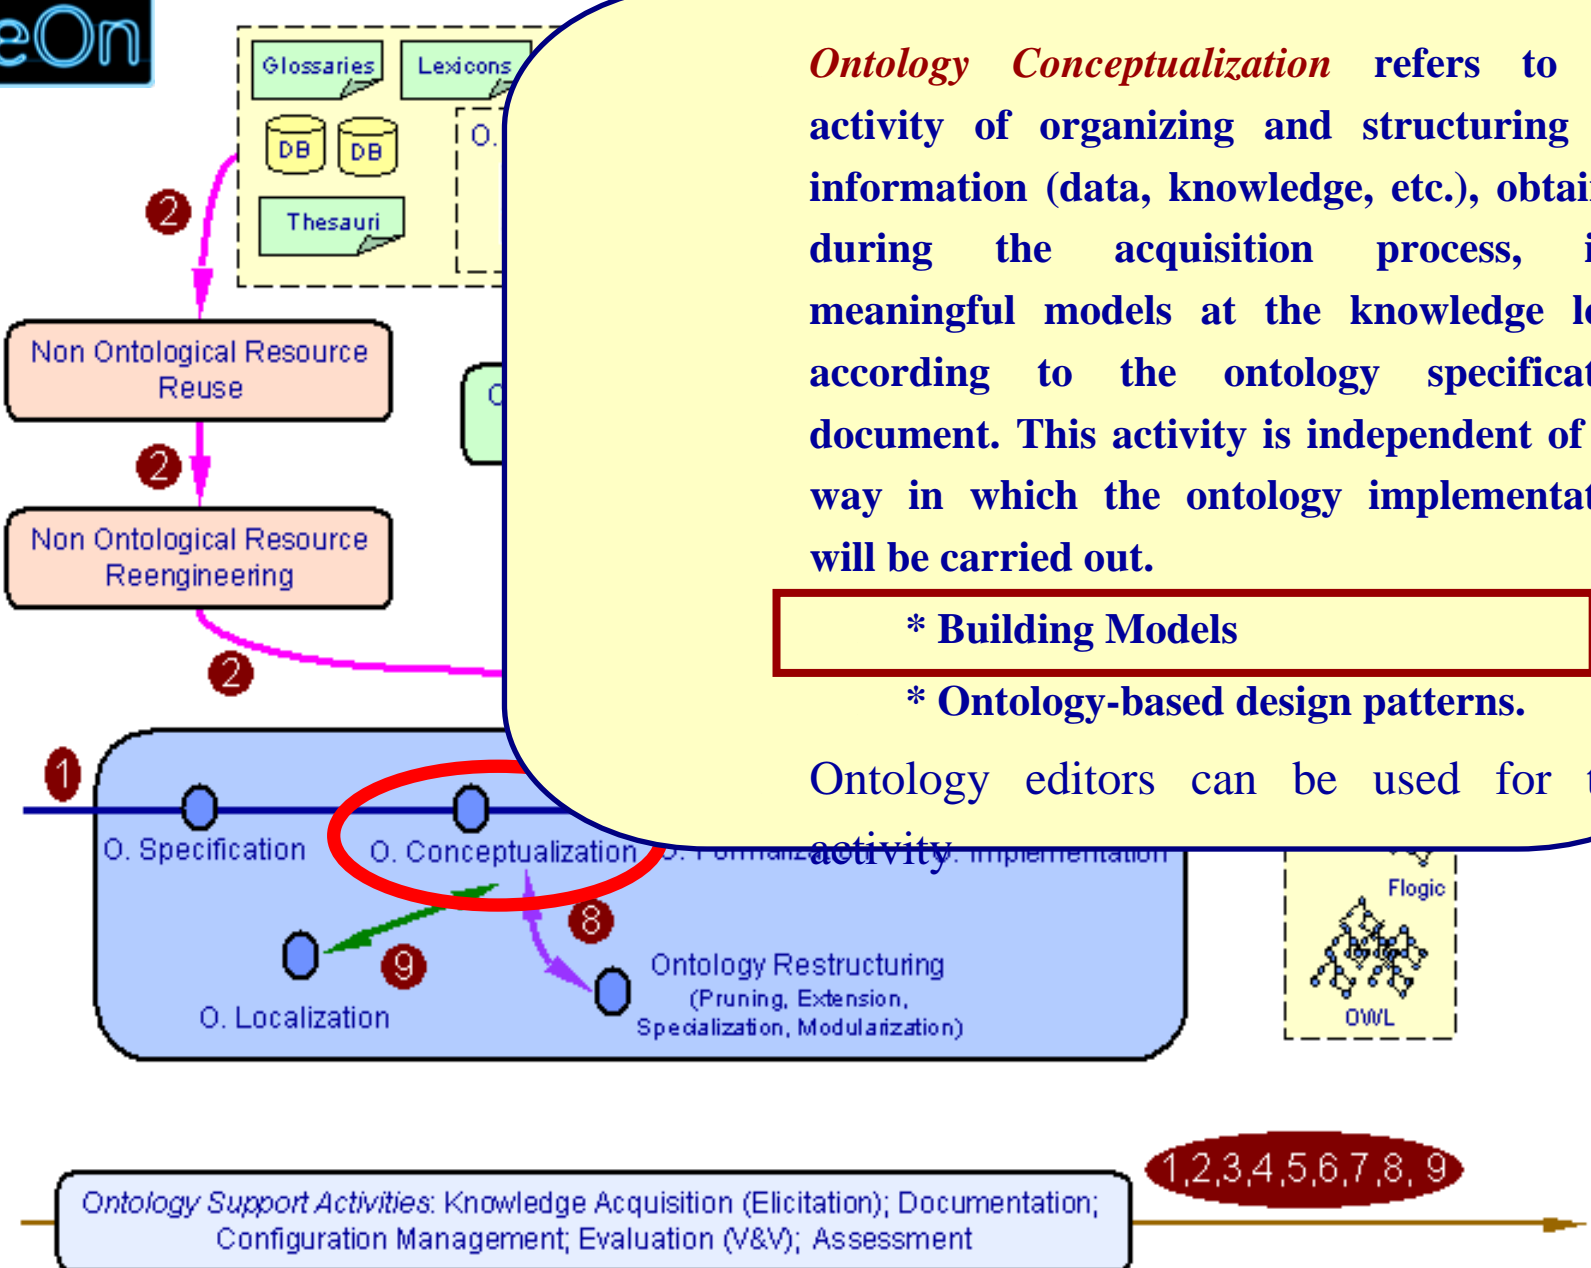 eOn
Glossaries
Lexicons
DB
DB
O.
Thesauri
2
Non Ontological Resource
Reuse
2
Non Ontological Resource
Reengineering
2
Ontology Conceptualization refers to
activity of organizing and structuring
information (data, knowledge, etc.), obtai
during the acquisition process, i
meaningful models at the knowledge le
according to the ontology specificat
document. This activity is independent of
way in which the ontology implementat
will be carried out.
* Building Models
* Ontology-based design patterns.
Ontology editors can be used for t
activity
1
O. Specification
O. Conceptualization
O. Formalization
O. Implementation
8
9
O. Localization
Ontology Restructuring
(Pruning, Extension,
Specialization, Modularization)
Flogic
OWL
1,2,3,4,5,6,7,8, 9
Ontology Support Activities: Knowledge Acquisition (Elicitation); Documentation;
Configuration Management; Evaluation (V&V); Assessment